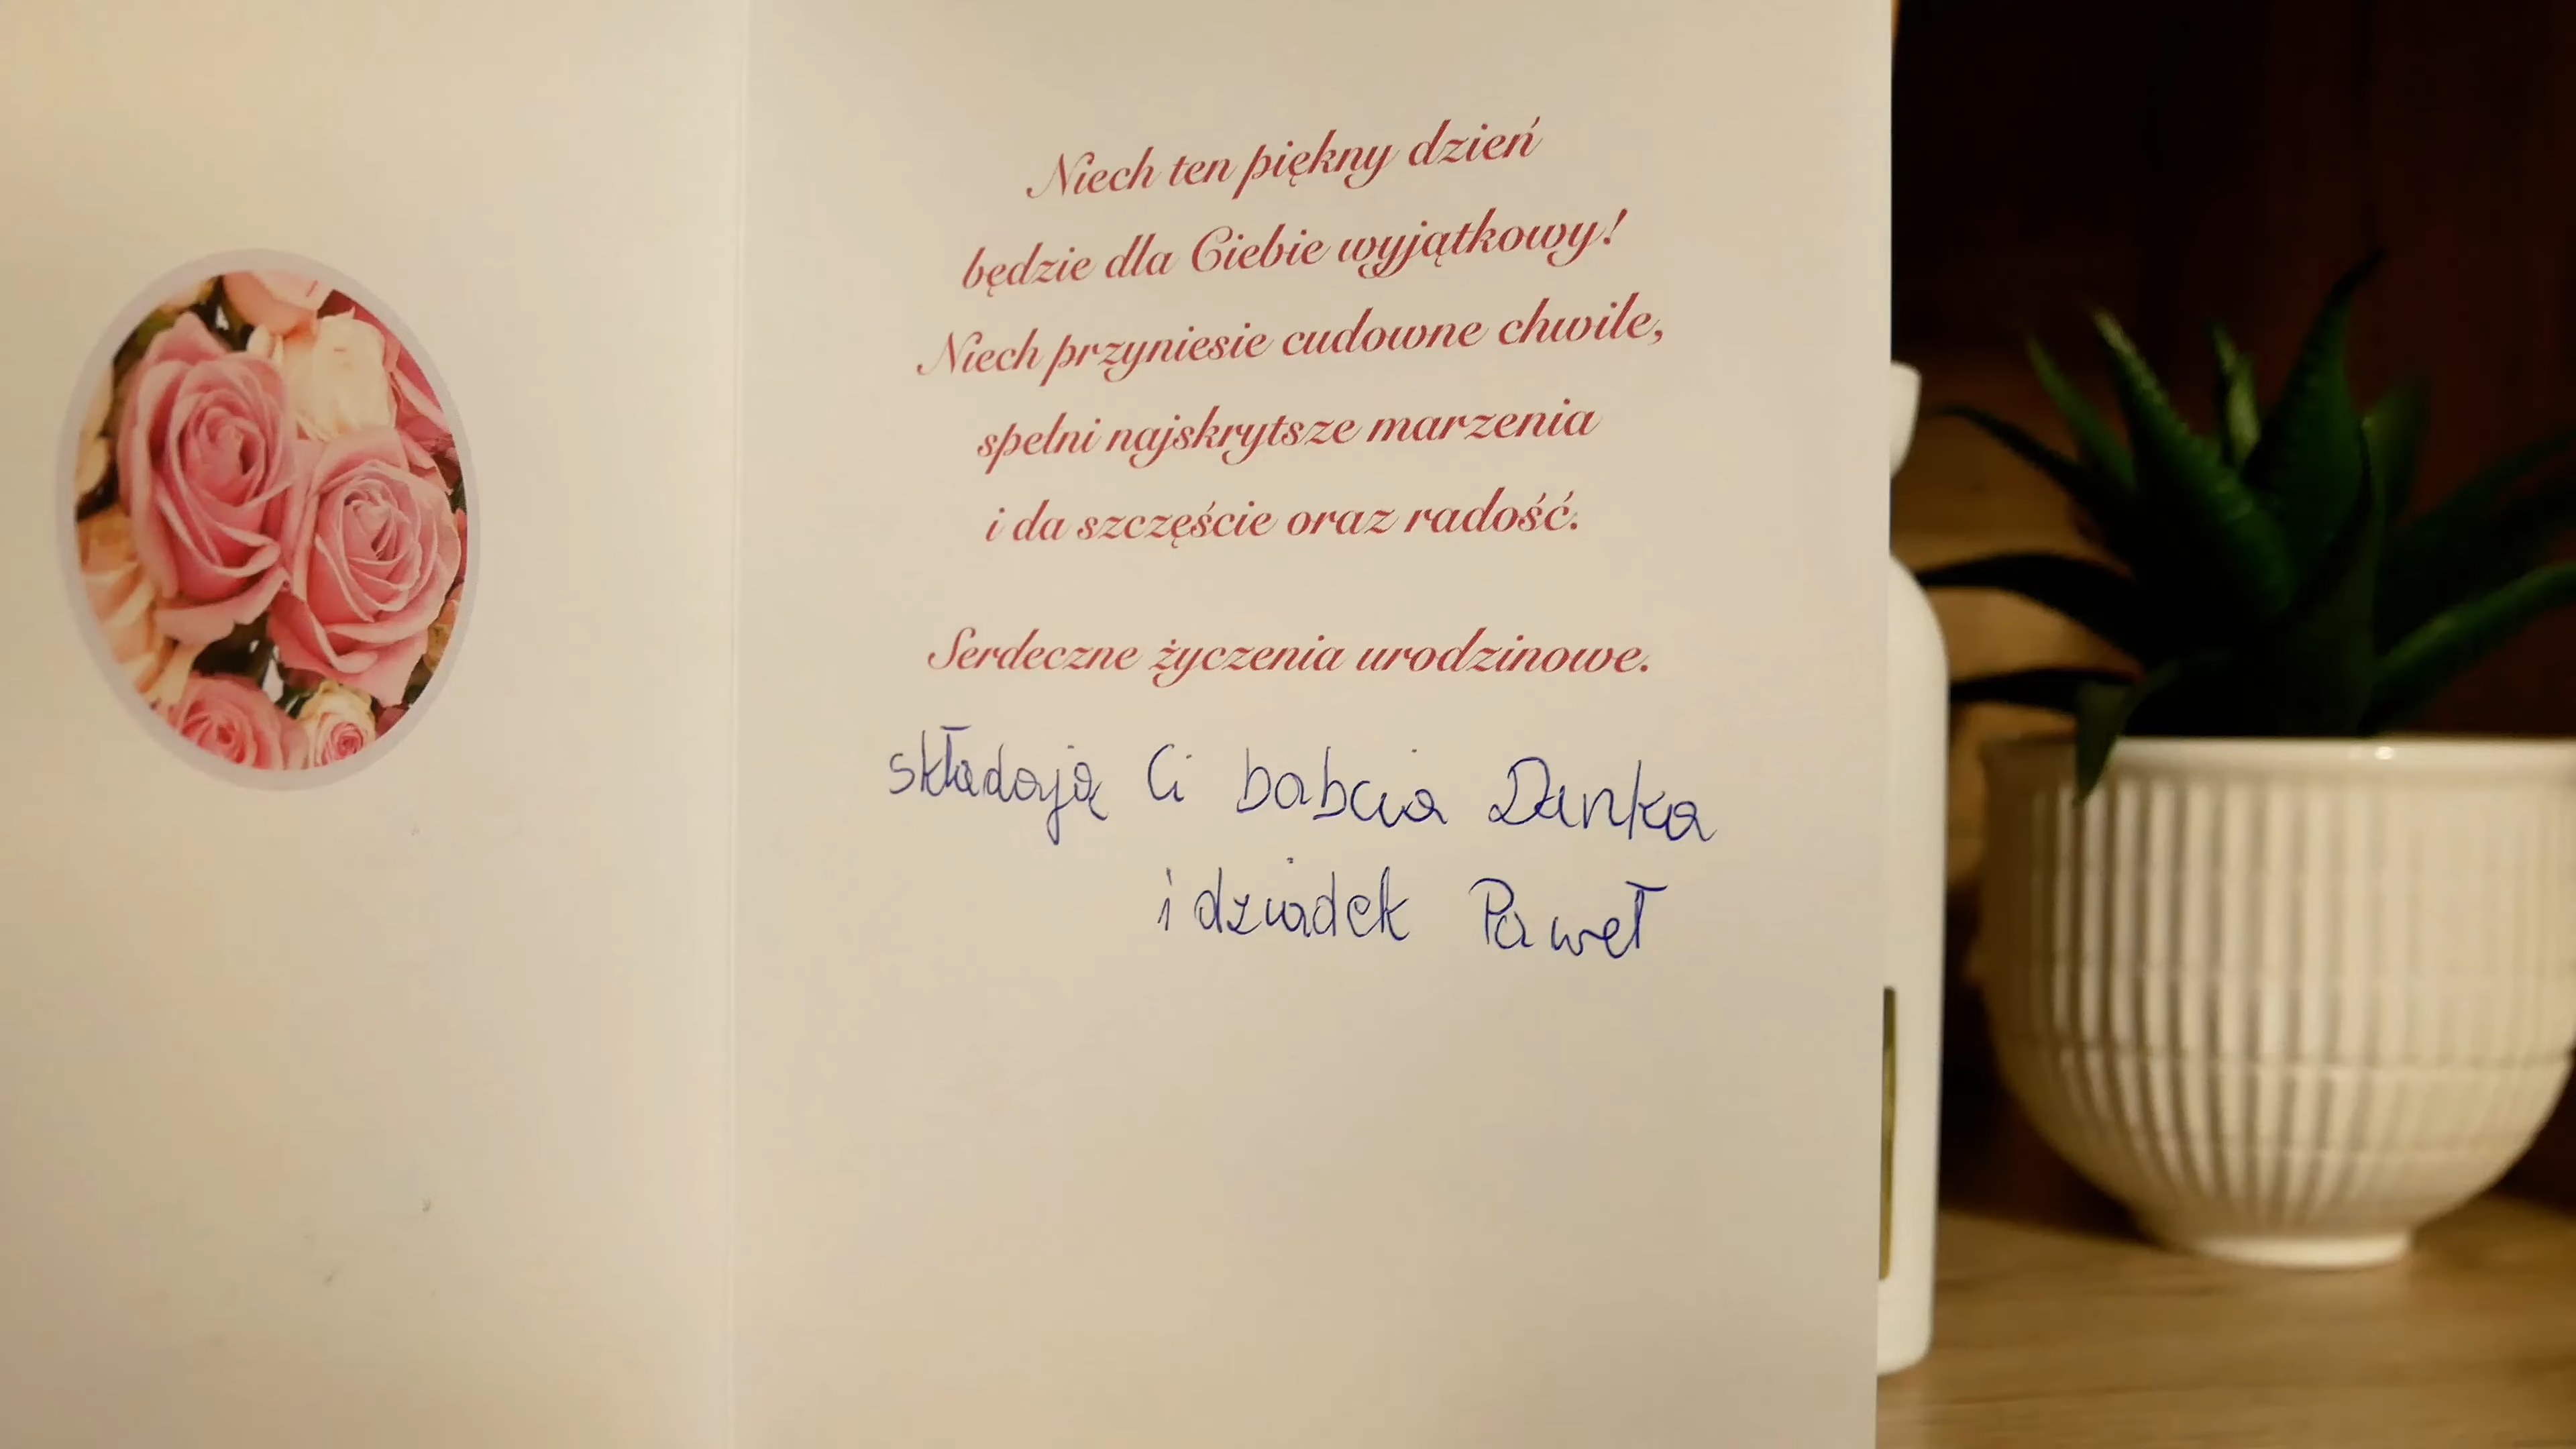 Niech ten piękny dzień
będzie dla Ciebie wyjątkowy!
Niech przyniesie cudowne chwile,
spełni najskrytsze marzenia
i da szczęście oraz radość.
Serdeczne życzenia urodzinowe.
składają Ci babcia Danka
i dziadek Paweł